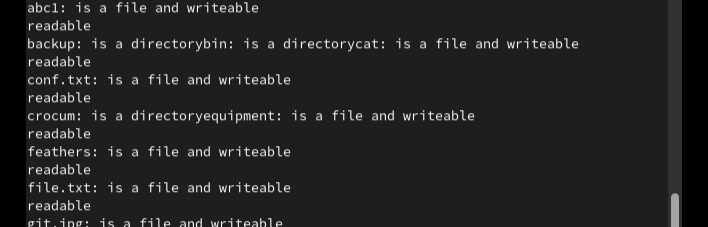 abc1: is a file and writeable
readable
backup: is a directorybin: is a directorycat: is a file and writeable
readable
conf.txt: is a file and writeable
readable
crocum: is a directoryequipment: is a file and writeable
readable
feathers: is a file and writeable
readable
file.txt: is a file and writeable
readable
git.jpg: is a file and writeable